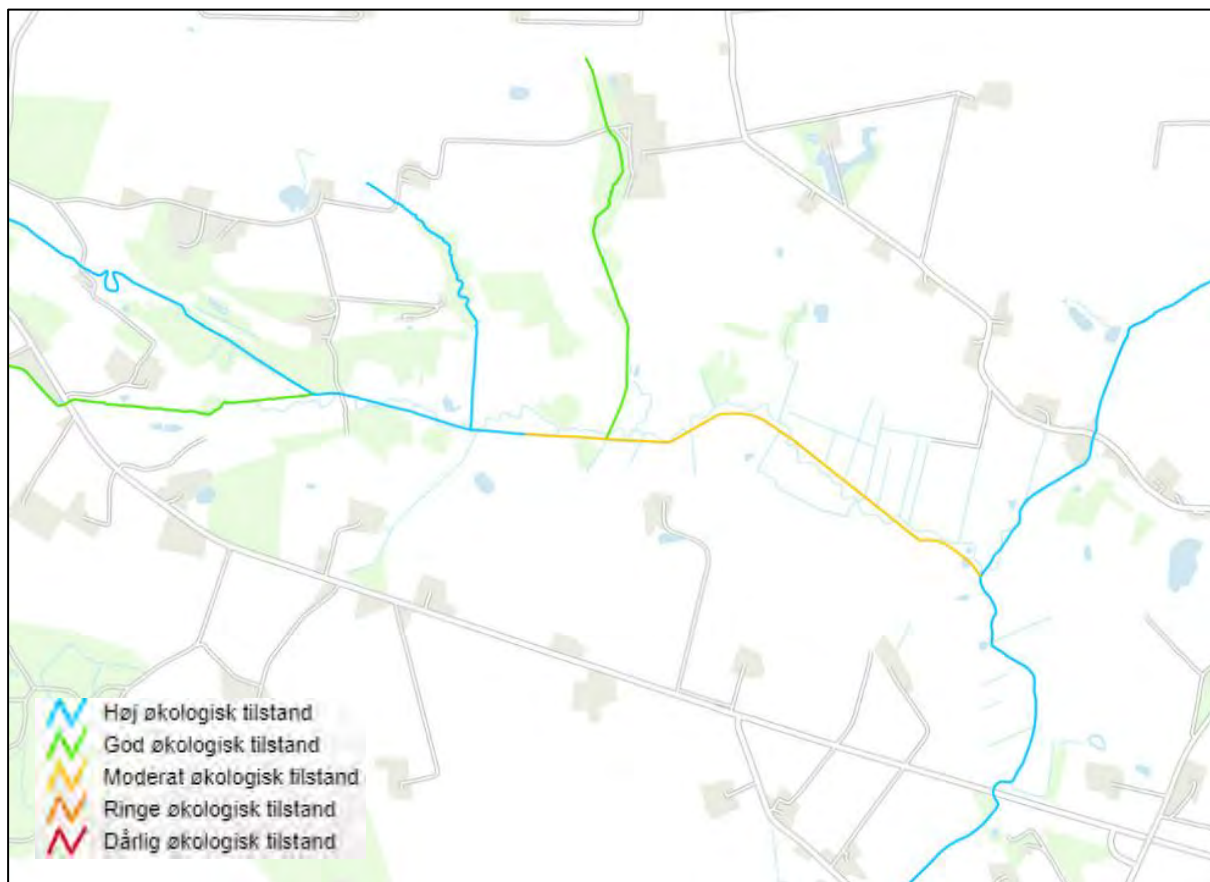 Høj økologisk tilstand
God økologisk tilstand
Moderat økologisk tilstand
Ringe økologisk tilstand
Dårlig økologisk tilstand